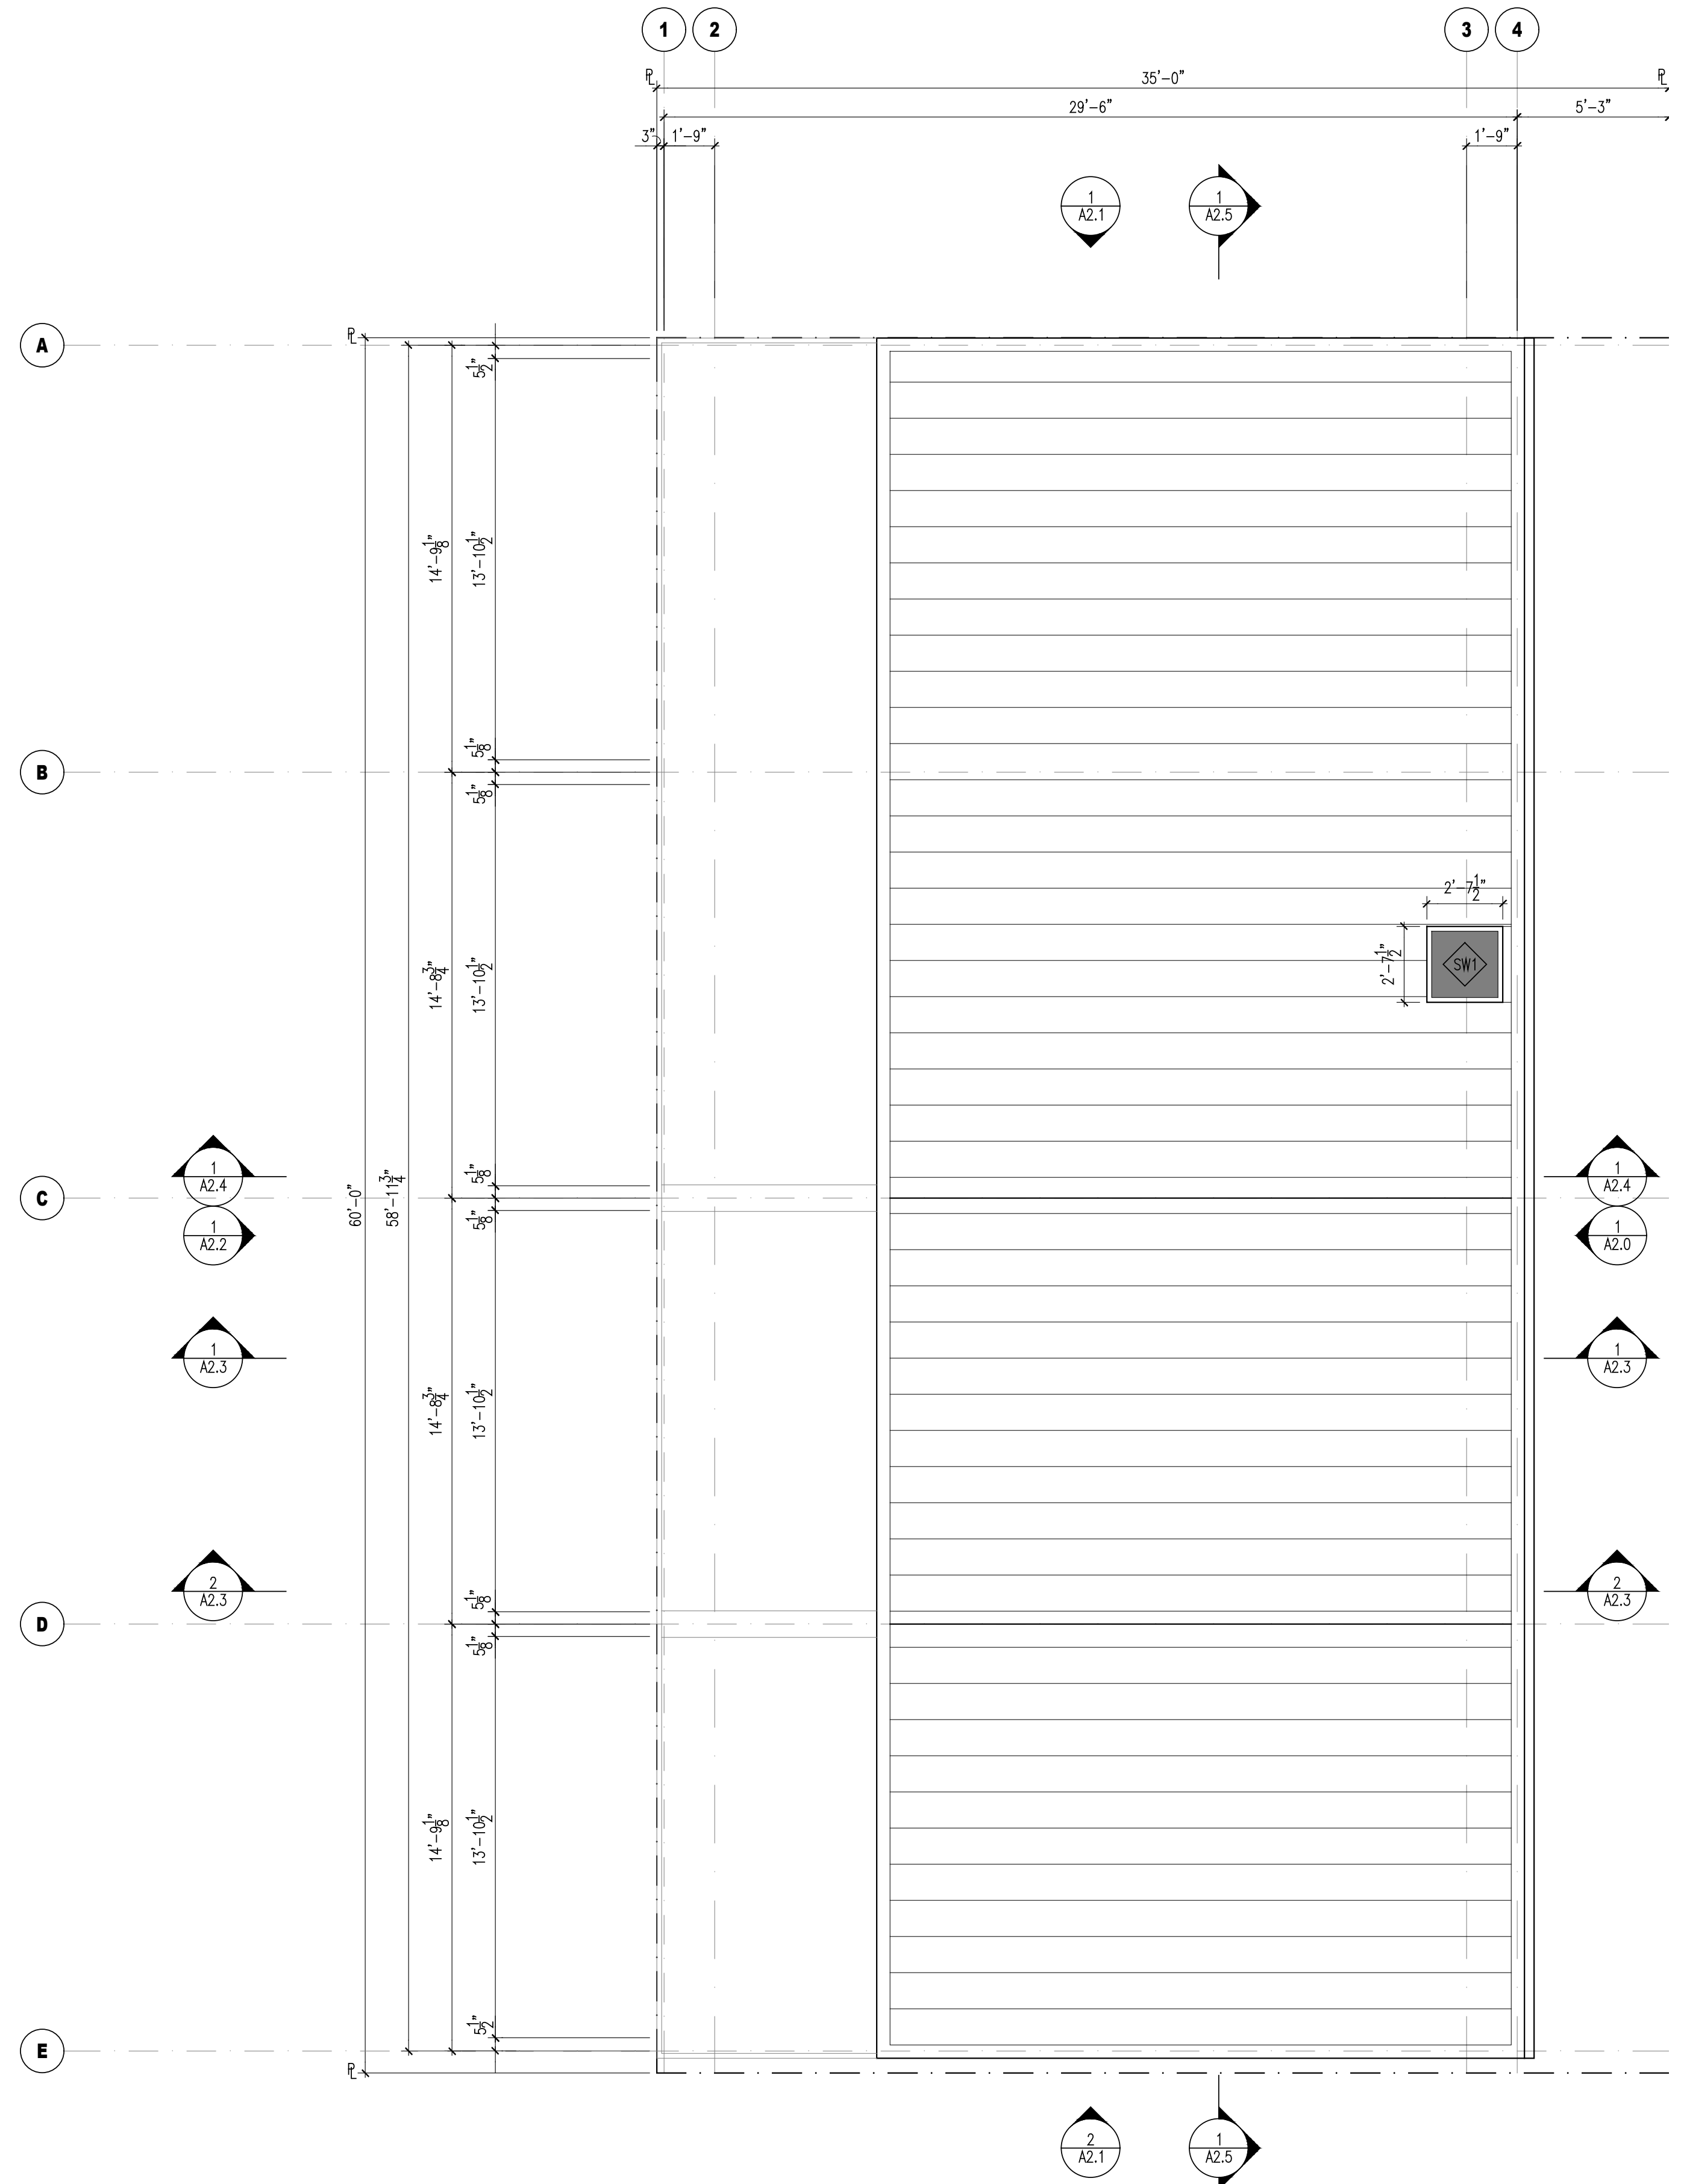 1 2 3 4
PL 35'-0" PL
29'-6" 5'-3"
3" 1'-9" 1'-9"
1
A2.1
1
A2.5
A
PL
5 1/2"
14'-9 1/8"
13'-10 1/2"
5 1/8"
B
5 1/8"
2'-7 1/2"
2'-7 1/2"
SW1
14'-8 3/4"
13'-10 1/2"
5 1/8"
1
A2.4
1
A2.4
C
60'-0"
58'-11 3/4"
5 1/8"
1
A2.2
1
A2.0
1
A2.3
1
A2.3
14'-8 3/4"
13'-10 1/2"
2
A2.3
2
A2.3
5 1/8"
D
5 1/8"
14'-9 1/8"
13'-10 1/2"
5 1/2"
E
PL
2
A2.1
1
A2.5